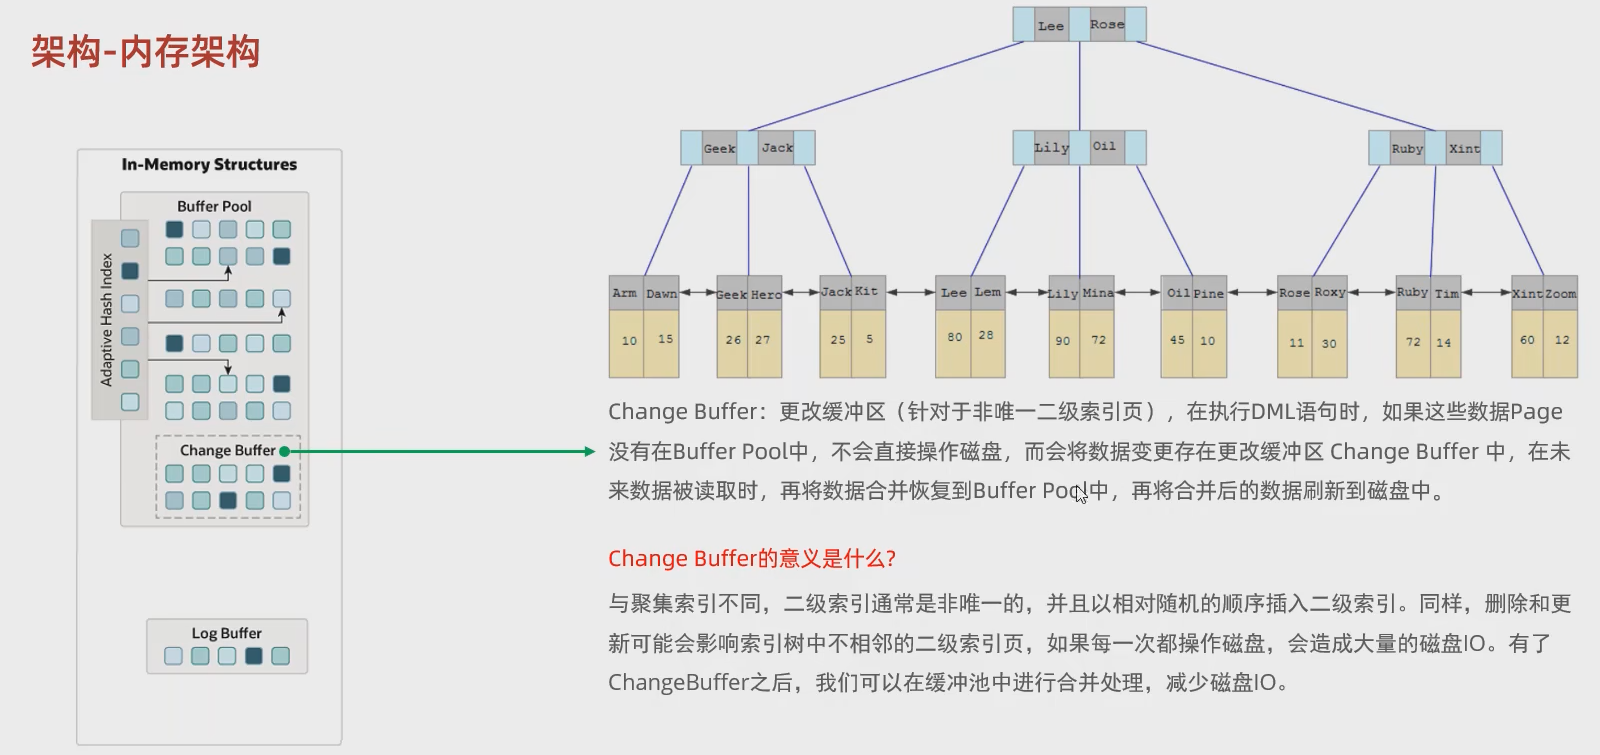 架构-内存架构
In-Memory Structures
Buffer Pool
Adaptive Hash Index
Change Buffer
Log Buffer
Lee Rose
Geek Jack
Lily Oil
Ruby Xint
Arm Dawn Geek Hero Jack Kit Lee Lem Lily Mina Oil Pine Rose Roxy Ruby Tim Xint Zoom
10 15 26 27 25 5 80 28 90 72 45 10 11 30 72 14 60 12
Change Buffer：更改缓冲区（针对于非唯一二级索引页），在执行DML语句时，如果这些数据Page
没有在Buffer Pool中，不会直接操作磁盘，而会将数据变更存在更改缓冲区 Change Buffer 中，在未
来数据被读取时，再将数据合并恢复到Buffer Pool中，再将合并后的数据刷新到磁盘中。
Change Buffer的意义是什么?
与聚集索引不同，二级索引通常是非唯一的，并且以相对随机的顺序插入二级索引。同样，删除和更
新可能会影响索引树中不相邻的二级索引页，如果每一次都操作磁盘，会造成大量的磁盘IO。有了
ChangeBuffer之后，我们可以在缓冲池中进行合并处理，减少磁盘IO。